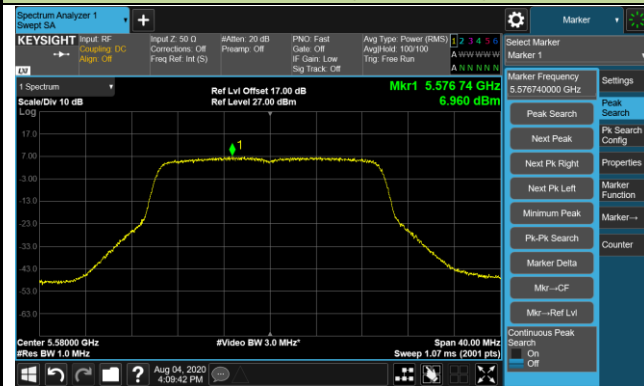 Spectrum Analyzer 1
Swept SA
Marker
KEYSIGHT
Input: RF
Coupling: DC
Align: Off
Input Z: 50 Ω
Corrections: Off
Freq Ref: Int (S)
#Atten: 20 dB
Preamp: Off
PNO: Fast
Gate: Off
IF Gain: Low
Sig Track: Off
Avg Type: Power (RMS)
Avg|Hold: 100/100
Trig: Free Run
1 2 3 4 5 6
A W W W W W
A N N N N N
Select Marker
Marker 1
LXI
1 Spectrum
Scale/Div 10 dB
Log
Ref Lvl Offset 17.00 dB
Ref Level 27.00 dBm
Mkr1 5.576 74 GHz
6.960 dBm
1
17.0
7.00
-3.00
-13.0
-23.0
-33.0
-43.0
-53.0
-63.0
Center 5.58000 GHz
#Res BW 1.0 MHz
#Video BW 3.0 MHz*
Span 40.00 MHz
Sweep 1.07 ms (2001 pts)
Marker Frequency
5.576740000 GHz
Peak Search
Next Peak
Next Pk Right
Next Pk Left
Minimum Peak
Pk-Pk Search
Marker Delta
Mkr→CF
Mkr→Ref Lvl
Continuous Peak
Search
On
Off
Settings
Peak
Search
Pk Search
Config
Properties
Marker
Function
Marker→
Counter
Aug 04, 2020
4:09:42 PM